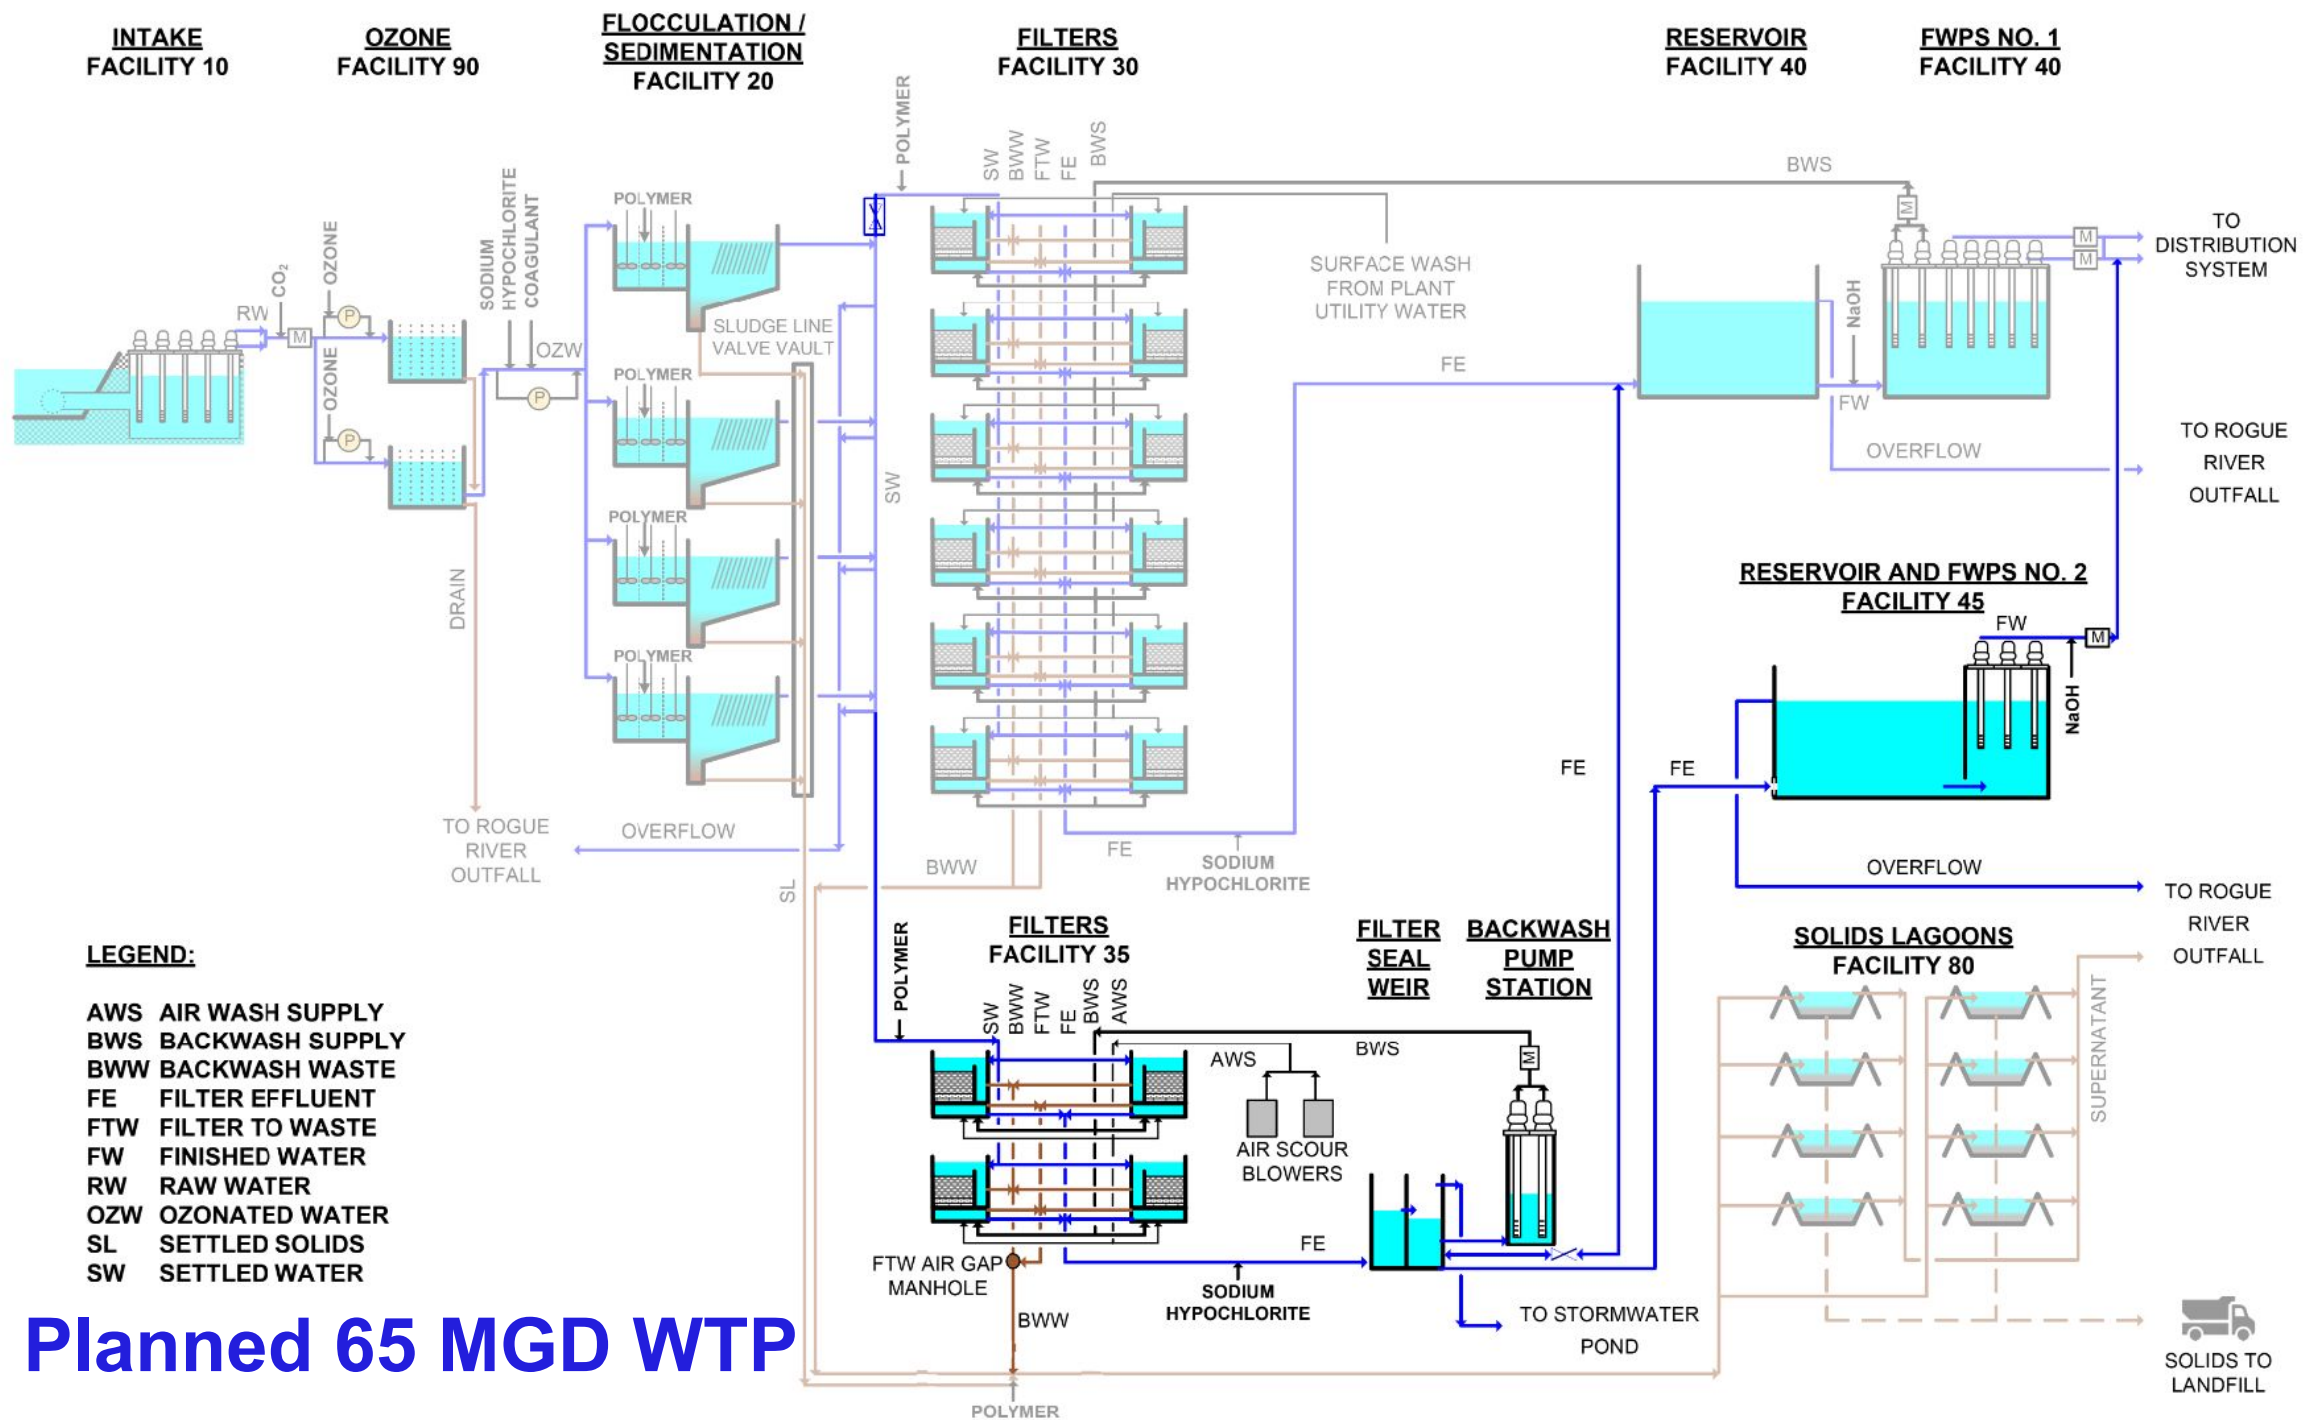 INTAKE
FACILITY 10
OZONE
FACILITY 90
FLOCCULATION /
SEDIMENTATION
FACILITY 20
FILTERS
FACILITY 30
RESERVOIR
FACILITY 40
FWPS NO. 1
FACILITY 40
POLYMER
SW
BWW
FTW
FE
BWS
BWS
M
RW
CO₂
M
OZONE
P
OZONE
P
SODIUM
HYPOCHLORITE
COAGULANT
OZW
P
POLYMER
POLYMER
POLYMER
POLYMER
SLUDGE LINE
VALVE VAULT
SW
SURFACE WASH
FROM PLANT
UTILITY WATER
FE
NaOH
FW
M
M
TO
DISTRIBUTION
SYSTEM
OVERFLOW
TO ROGUE
RIVER
OUTFALL
DRAIN
TO ROGUE
RIVER
OUTFALL
OVERFLOW
SL
BWW
FE
SODIUM
HYPOCHLORITE
RESERVOIR AND FWPS NO. 2
FACILITY 45
FW
M
NaOH
FE
FE
OVERFLOW
TO ROGUE
RIVER
OUTFALL
FILTERS
FACILITY 35
FILTER
SEAL
WEIR
BACKWASH
PUMP
STATION
POLYMER
SW
BWW
FTW
FE
BWS
AWS
AWS
BWS
M
AIR SCOUR
BLOWERS
FE
SODIUM
HYPOCHLORITE
FTW AIR GAP
MANHOLE
BWW
POLYMER
TO STORMWATER
POND
SOLIDS LAGOONS
FACILITY 80
SUPERNATANT
SOLIDS TO
LANDFILL
LEGEND:
AWS AIR WASH SUPPLY
BWS BACKWASH SUPPLY
BWW BACKWASH WASTE
FE FILTER EFFLUENT
FTW FILTER TO WASTE
FW FINISHED WATER
RW RAW WATER
OZW OZONATED WATER
SL SETTLED SOLIDS
SW SETTLED WATER
Planned 65 MGD WTP